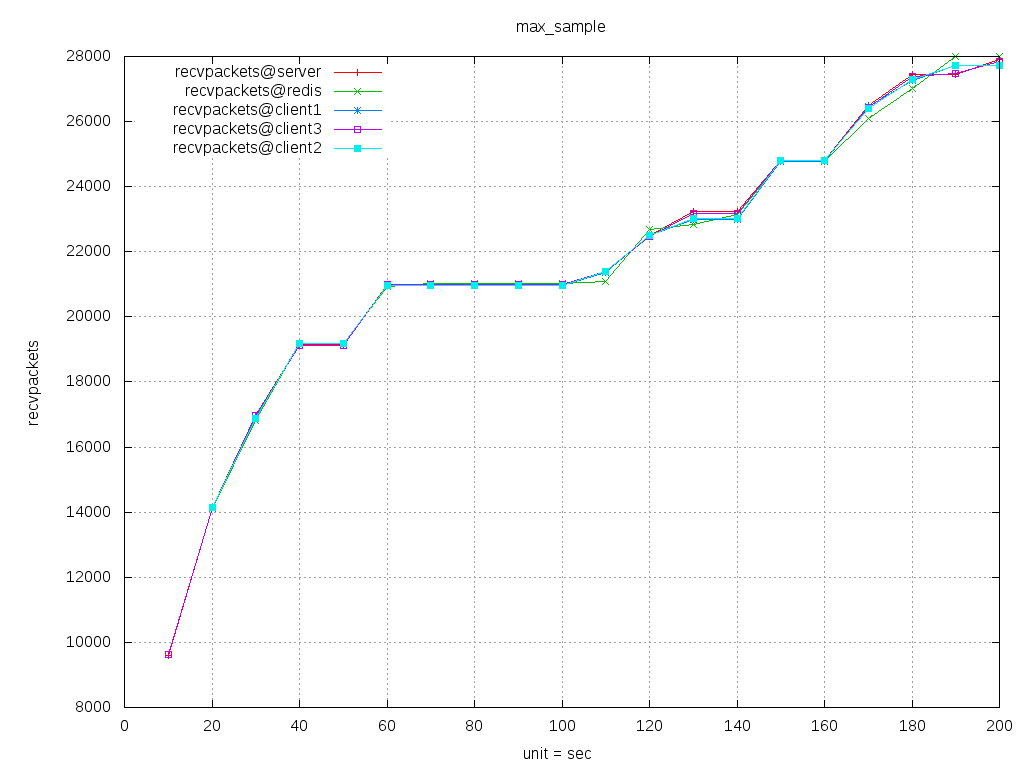 max_sample
28000
26000
24000
22000
20000
18000
16000
14000
12000
10000
8000
recvpackets
recvpackets@server
recvpackets@redis
recvpackets@client1
recvpackets@client3
recvpackets@client2
0 20 40 60 80 100 120 140 160 180 200
unit = sec